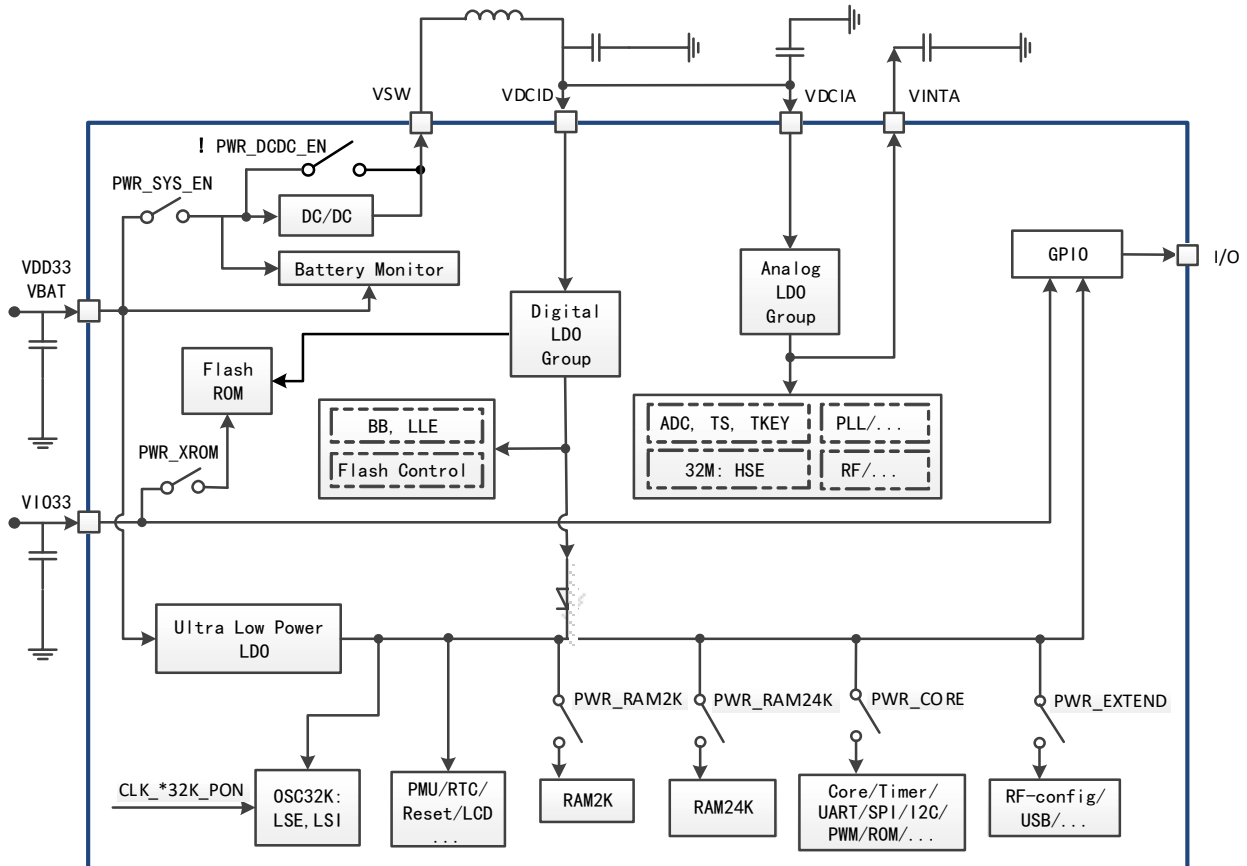 VSW
VDCID
VDCIA
VINTA
! PWR_DCDC_EN
PWR_SYS_EN
DC/DC
Battery Monitor
VDD33
VBAT
Analog
LDO
Group
GPIO
I/O
Digital
LDO
Group
Flash
ROM
BB, LLE
Flash Control
ADC, TS, TKEY
PLL/...
32M: HSE
RF/...
PWR_XROM
VIO33
Ultra Low Power
LDO
PWR_RAM2K
PWR_RAM24K
PWR_CORE
PWR_EXTEND
CLK_*32K_PON
OSC32K:
LSE, LSI
PMU/RTC/
Reset/LCD
...
RAM2K
RAM24K
Core/Timer/
UART/SPI/I2C/
PWM/ROM/...
RF-config/
USB/...